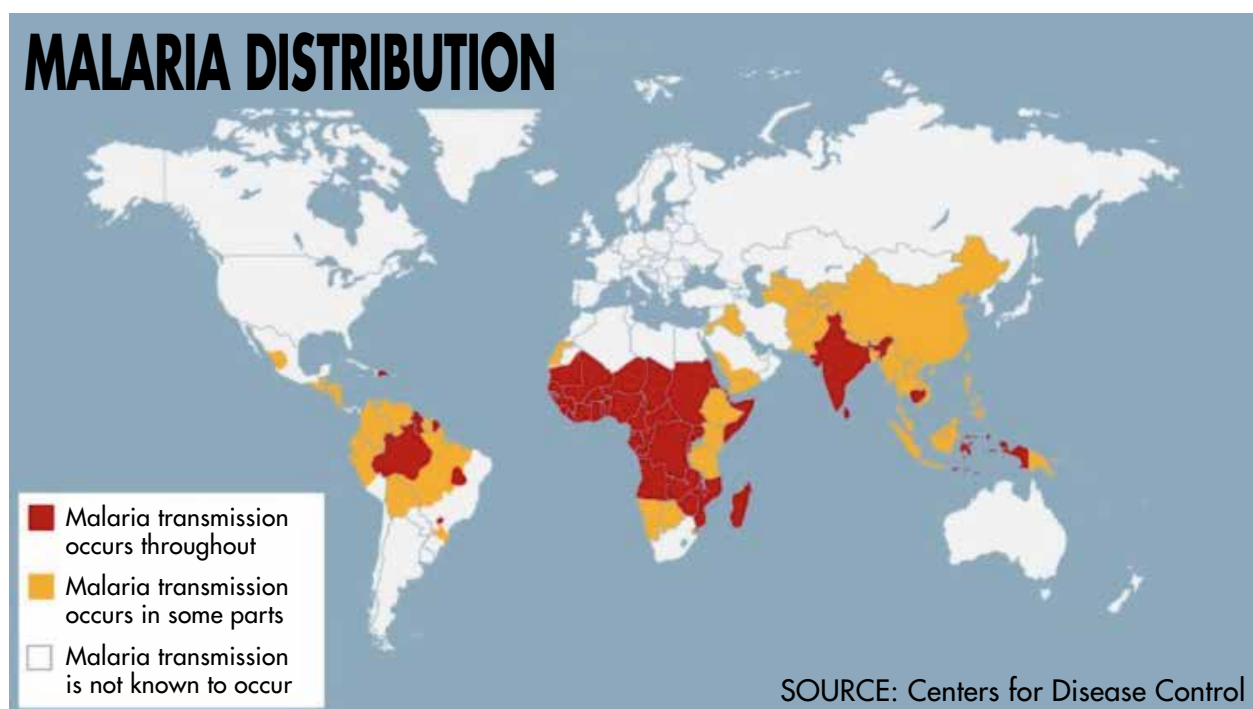 MALARIA DISTRIBUTION
Malaria transmission
occurs throughout
Malaria transmission
occurs in some parts
Malaria transmission
is not known to occur
SOURCE: Centers for Disease Control